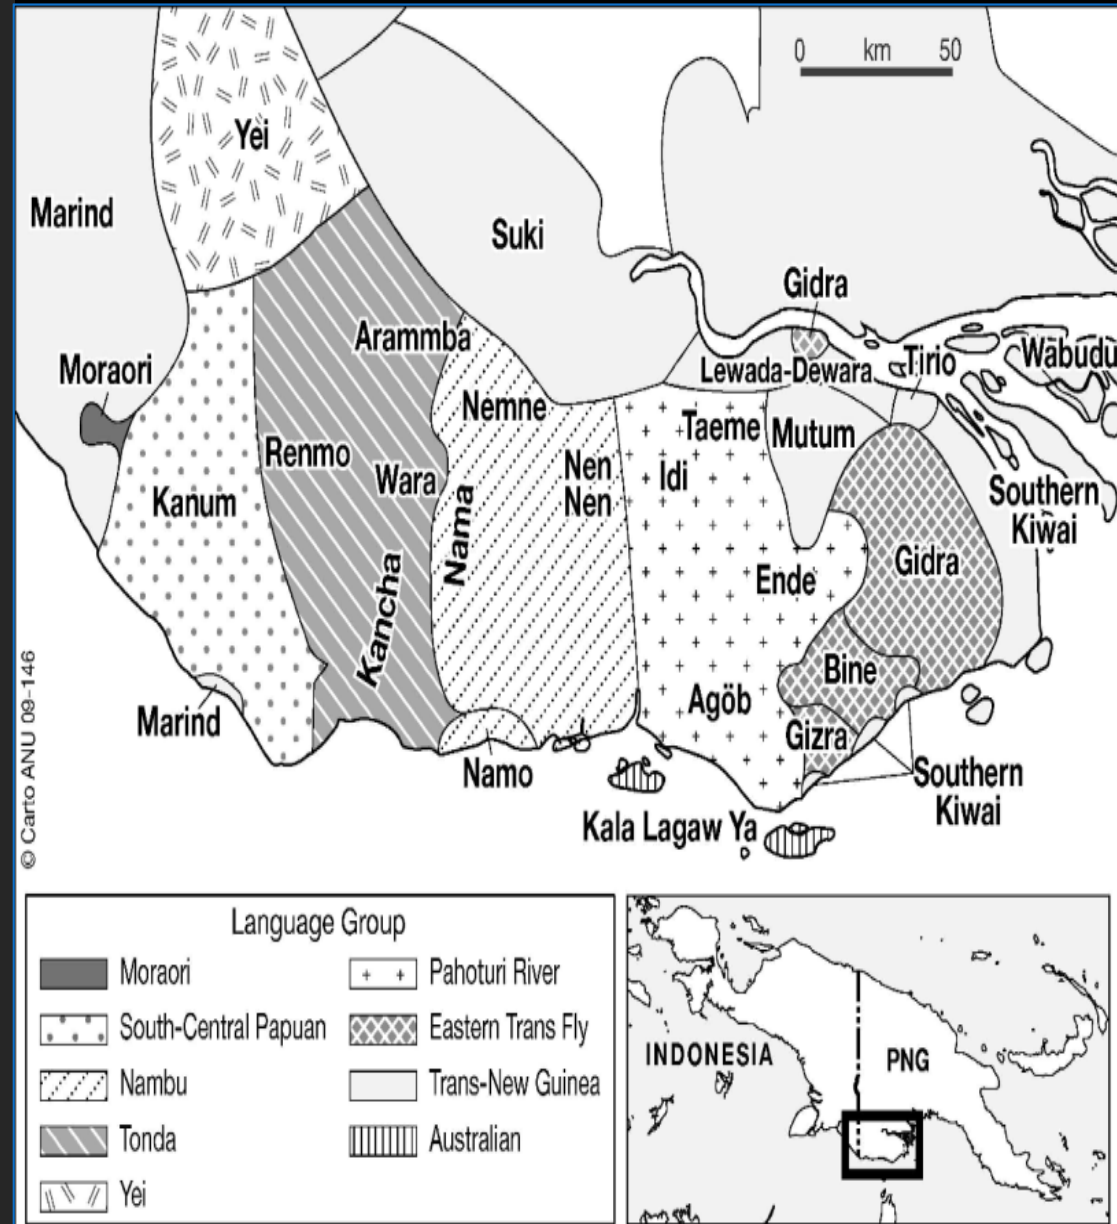 0 km 50
Yei
Marind
Suki
Gidra
Arammba
Moraori
Lewada-Dewara
Tirio
Wabudu
Nemne
Renmo
Taeme
Mutum
Wara
Nen
Nen
Idi
Kanum
Southern
Kiwai
Nama
Gidra
Ende
Kancha
Bine
Agöb
Marind
Gizra
Namo
Southern
Kiwai
Kala Lagaw Ya
© Carto ANU 09-146
Language Group
Moraori
South-Central Papuan
Nambu
Tonda
Yei
Pahoturi River
Eastern Trans Fly
Trans-New Guinea
Australian
INDONESIA
PNG